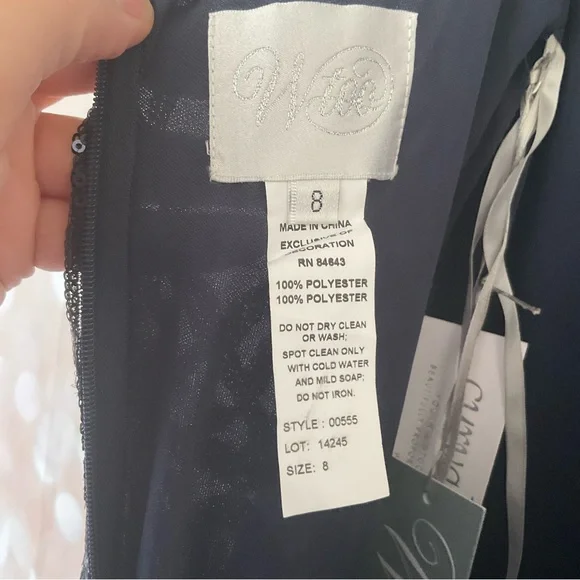 Wtoo
8
MADE IN CHINA
EXCLUSIVE OF
DECORATION
RN 84643
100% POLYESTER
100% POLYESTER
DO NOT DRY CLEAN
OR WASH;
SPOT CLEAN ONLY
WITH COLD WATER
AND MILD SOAP;
DO NOT IRON.
STYLE : 00555
LOT: 14245
SIZE: 8